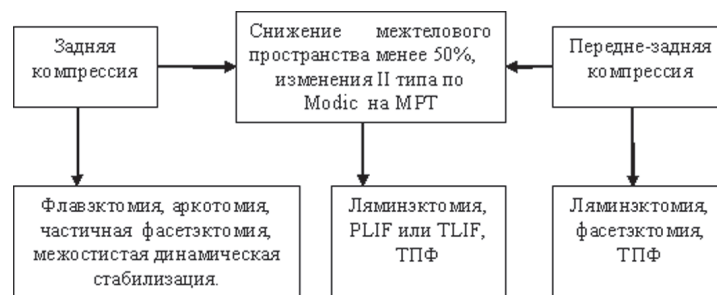 Задняя
компрессия
Снижение межтелового
пространства менее 50%,
изменения II типа по
Modic на МРТ
Передне-задняя
компрессия
Флавэктомия, аркотомия,
частичная фасетэктомия,
межостистая динамическая
стабилизация.
Ляминэктомия,
PLIF или TLIF,
ТПФ
Ляминэктомия,
фасетэктомия,
ТПФ